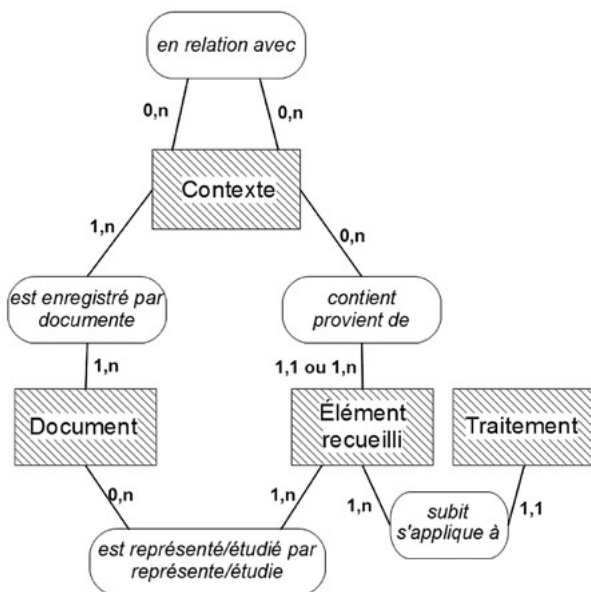 en relation avec
0,n
0,n
Contexte
1,n
0,n
est enregistré par
documente
contient
provient de
1,n
1,1 ou 1,n
Document
Élément
recueilli
Traitement
0,n
1,n
1,n
1,1
subit
s'applique à
est représenté/étudié par
représente/étudie